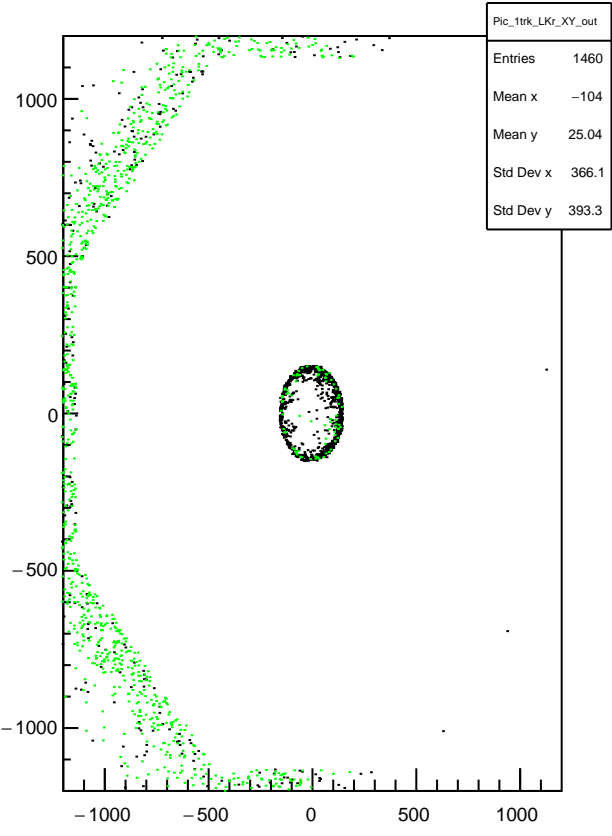 Pic_1trk_LKr_XY_out
Entries 1460
Mean x −104
Mean y 25.04
Std Dev x 366.1
Std Dev y 393.3
1000
500
0
−500
−1000
−1000 −500 0 500 1000